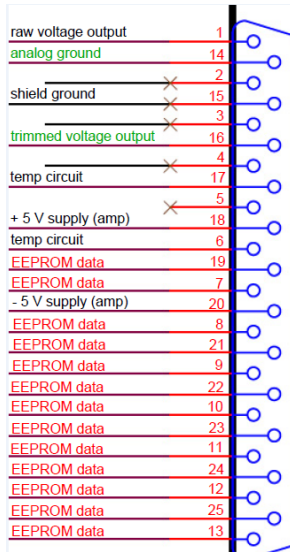 raw voltage output 1
analog ground 14
2
shield ground 15
3
trimmed voltage output 16
4
temp circuit 17
5
+ 5 V supply (amp) 18
temp circuit 6
EEPROM data 19
EEPROM data 7
- 5 V supply (amp) 20
EEPROM data 8
EEPROM data 21
EEPROM data 9
EEPROM data 22
EEPROM data 10
EEPROM data 23
EEPROM data 11
EEPROM data 24
EEPROM data 12
EEPROM data 25
EEPROM data 13